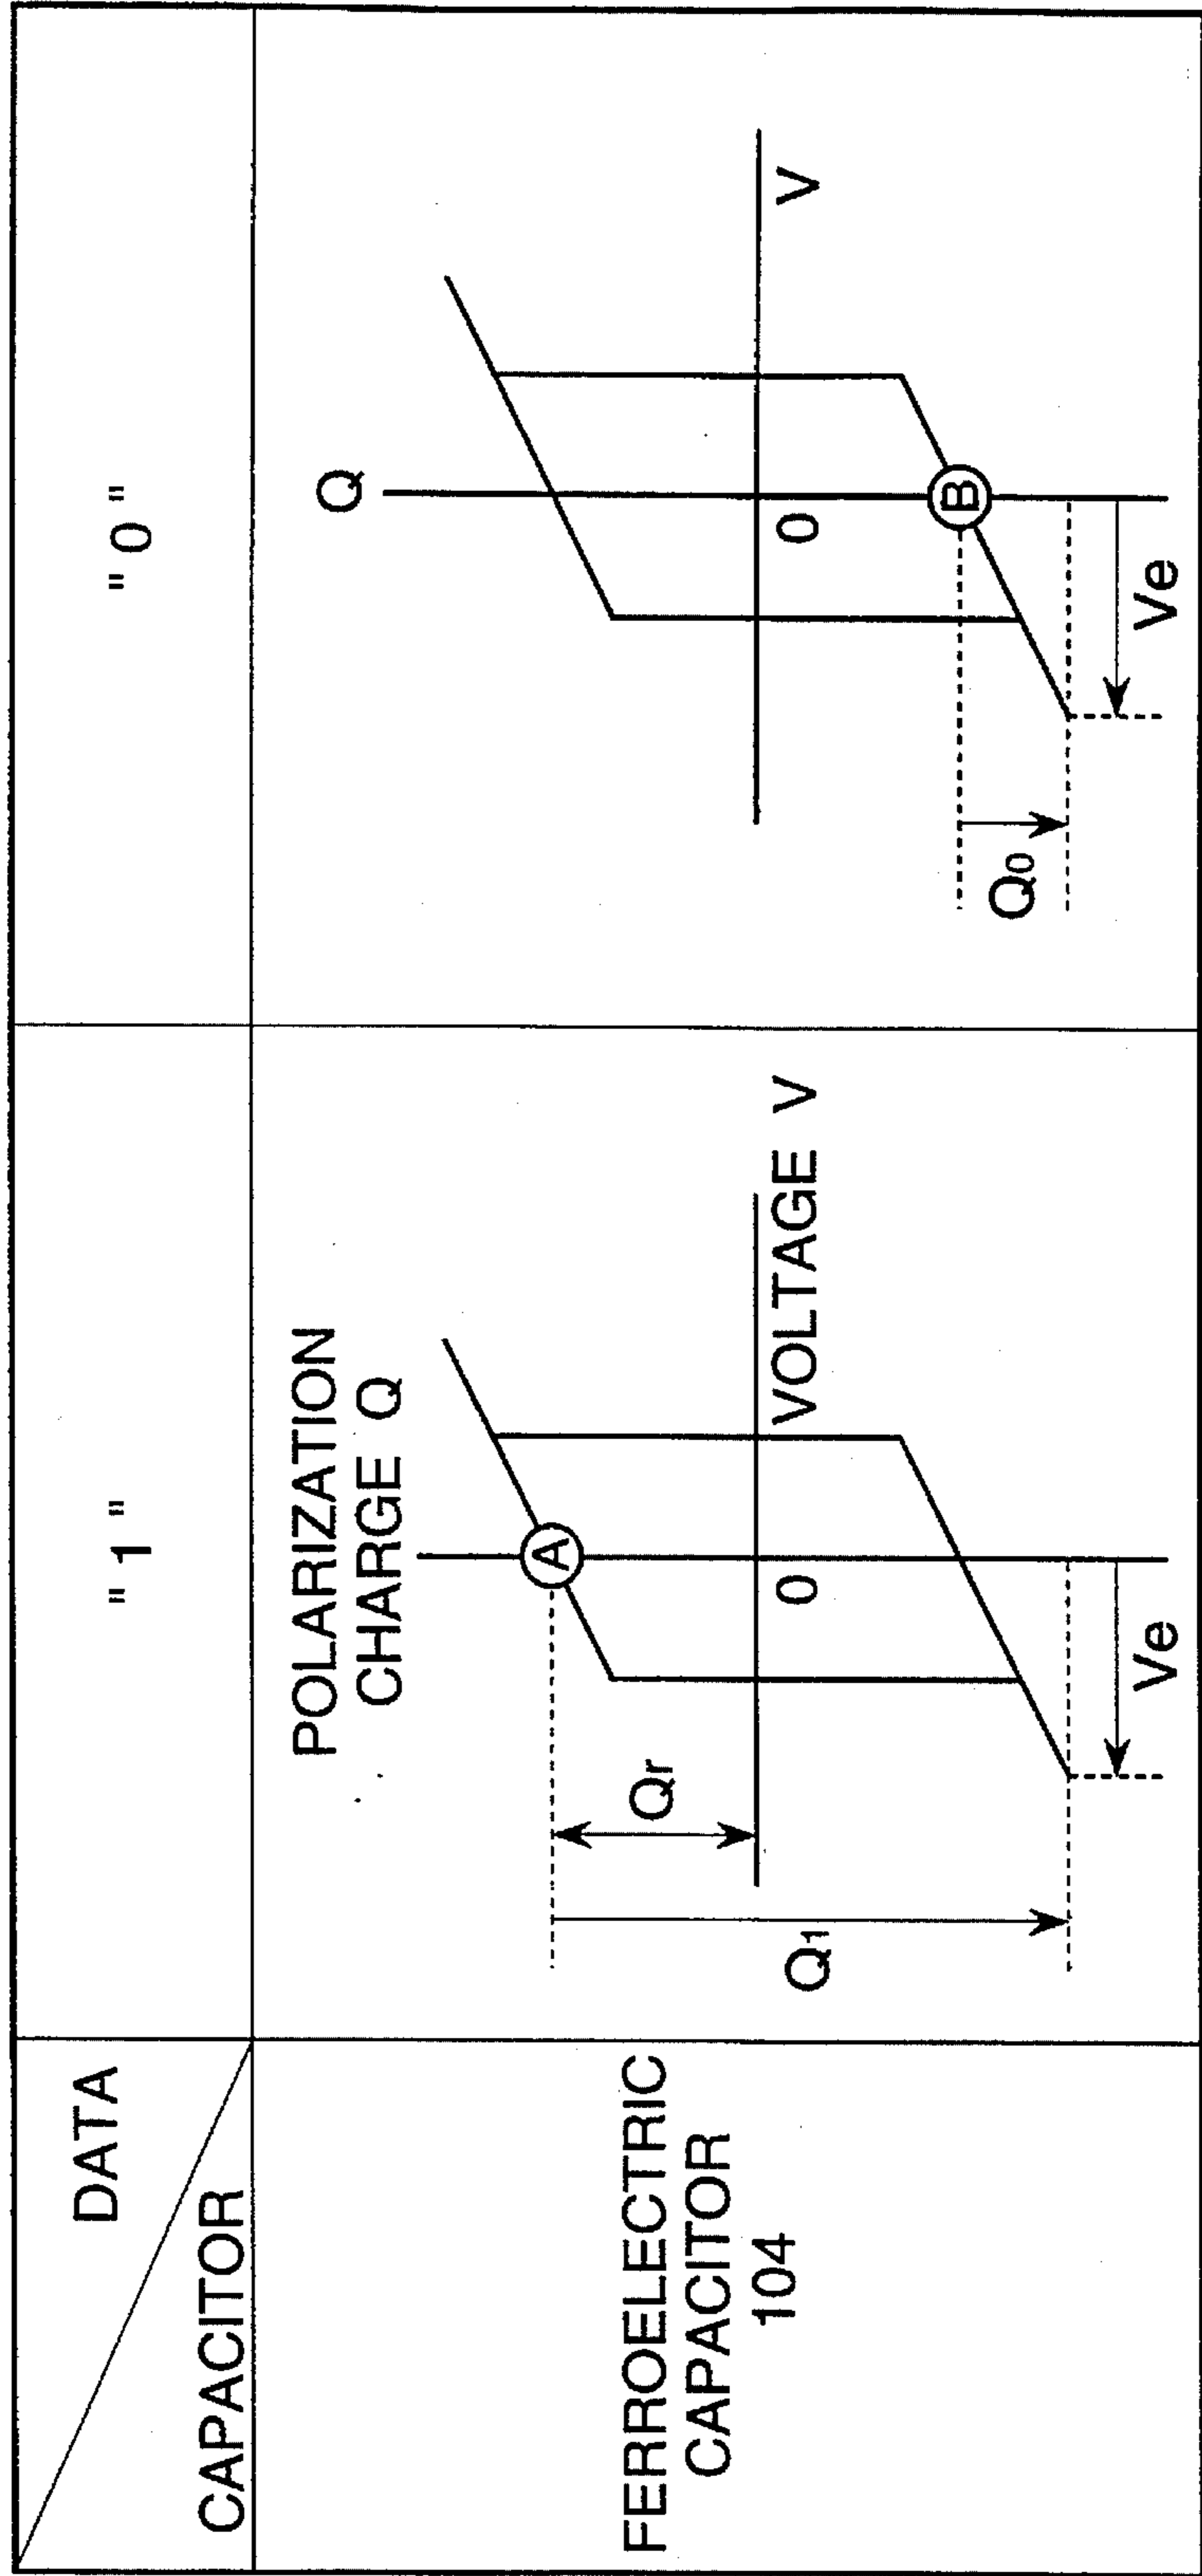 DATA
CAPACITOR
" 1 "
" 0 "
FERROELECTRIC
CAPACITOR
104
POLARIZATION
CHARGE Q
A
Qr
Q1
0
VOLTAGE V
Ve
Q
B
0
V
Q0
Ve